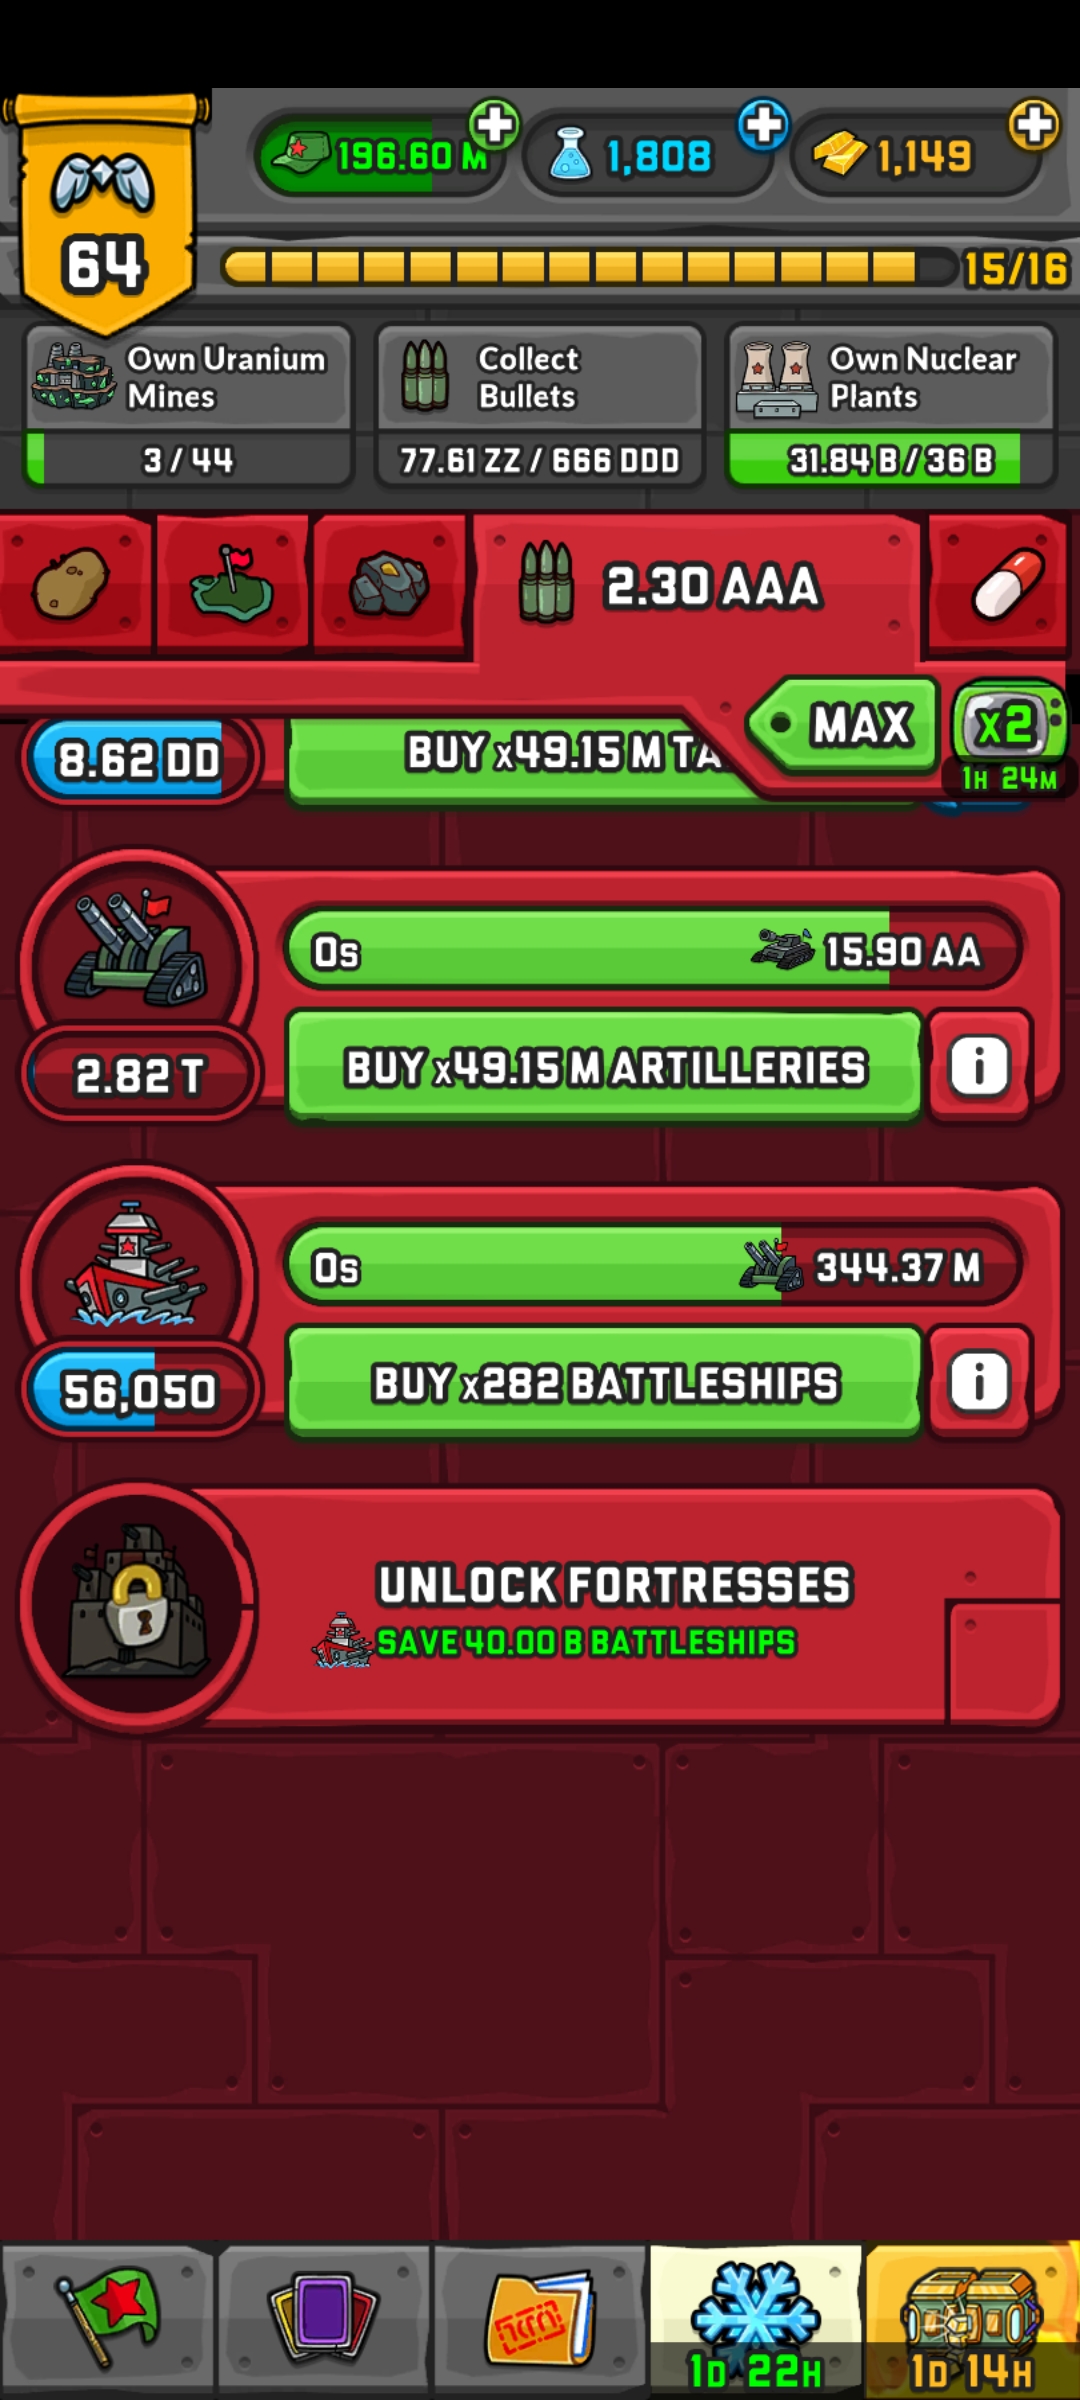 64
196.60 M
1,808
1,149
15/16
Own Uranium
Mines
3 / 44
Collect
Bullets
77.61 ZZ / 666 DDD
Own Nuclear
Plants
31.84 B / 36 B
2.30 AAA
MAX
x2
1H 24M
8.62 DD
BUY x49.15 M TA
0s
15.90 AA
2.82 T
BUY x49.15 M ARTILLERIES
i
0s
344.37 M
56,050
BUY x282 BATTLESHIPS
i
UNLOCK FORTRESSES
SAVE 40.00 B BATTLESHIPS
1D 22H
1D 14H